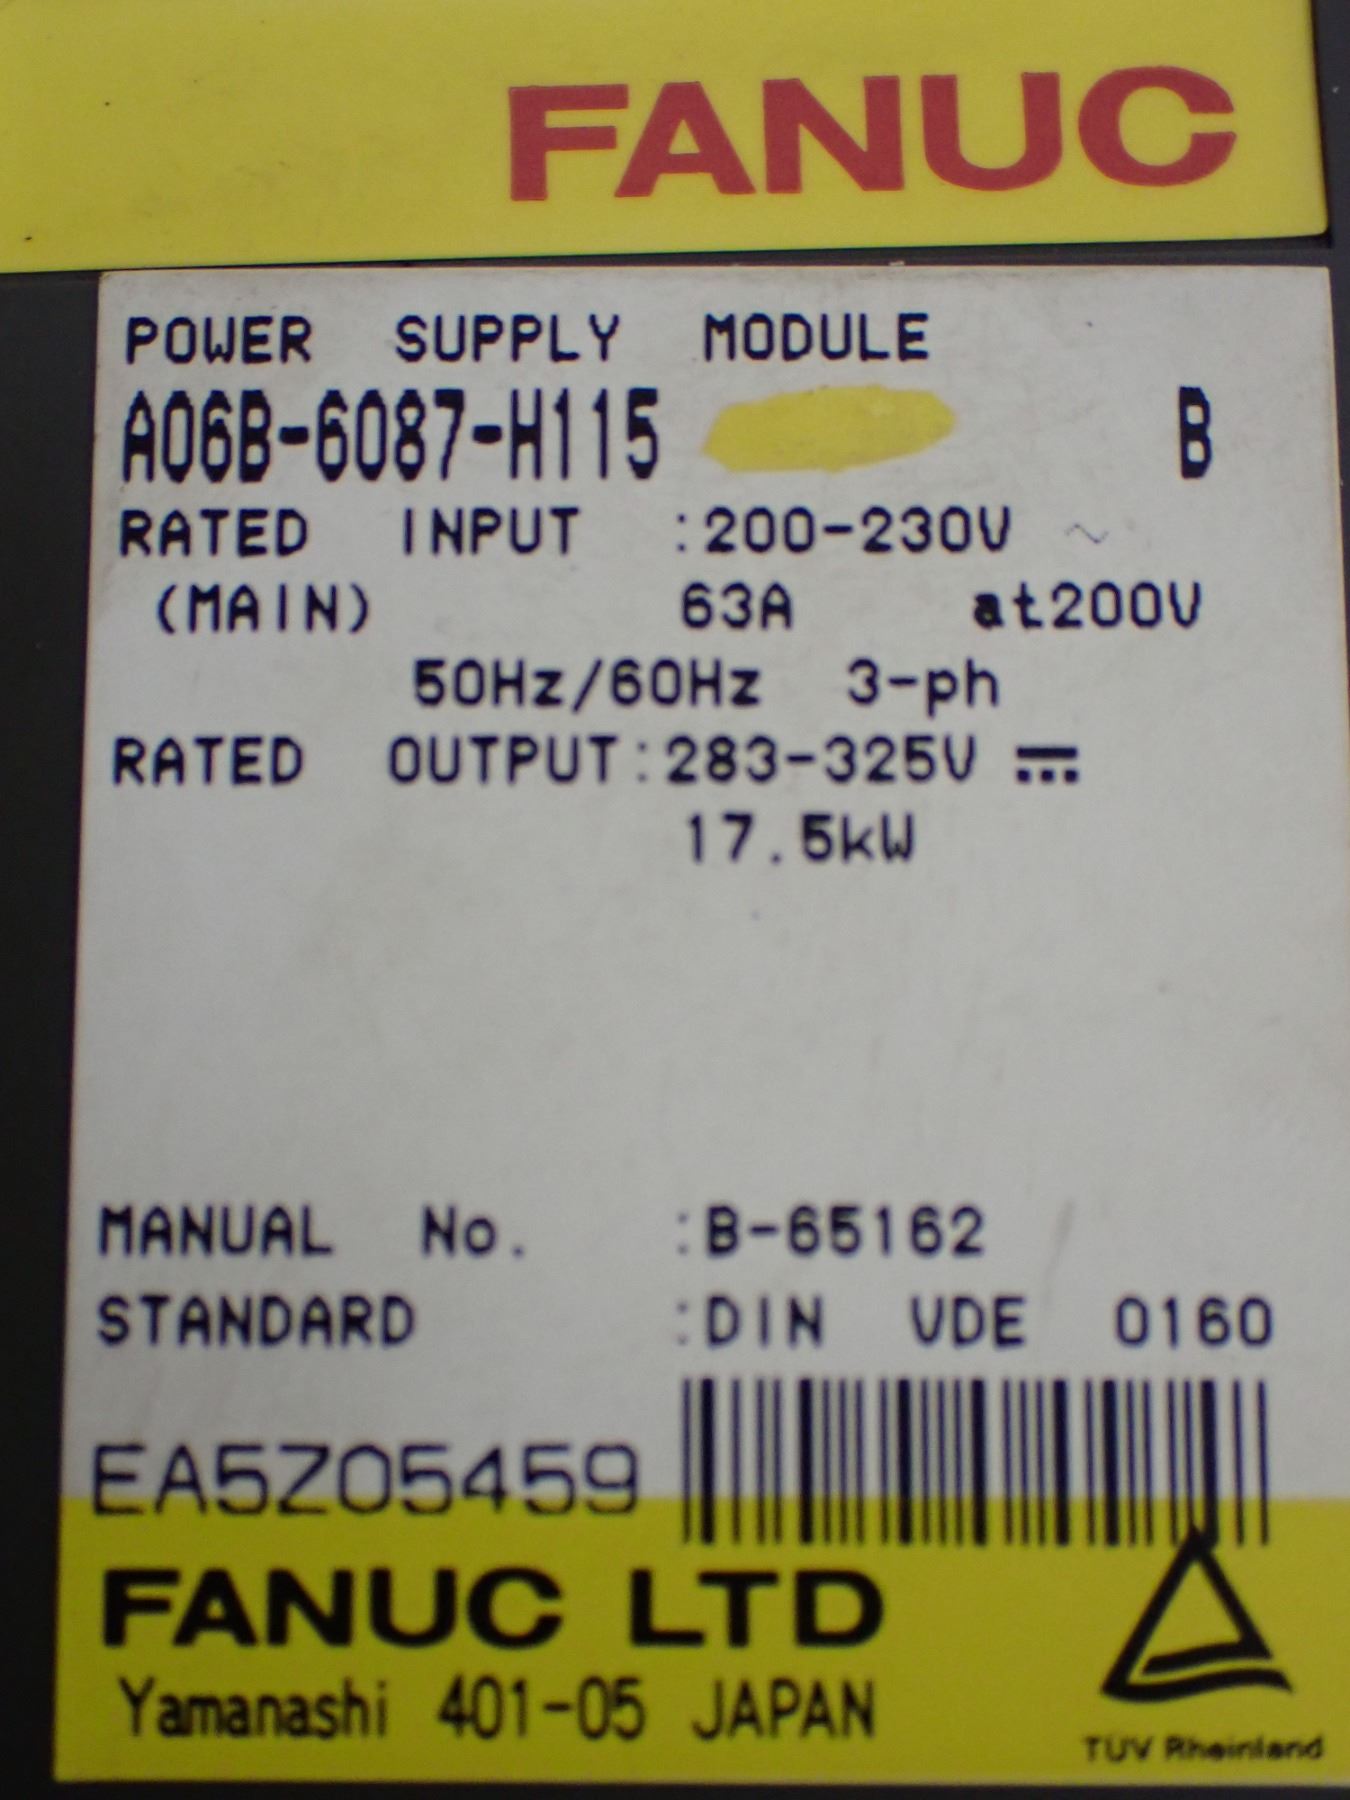 FANUC
POWER SUPPLY MODULE
A06B-6087-H115 B
RATED INPUT :200-230V ~
(MAIN) 63A at200V
50Hz/60Hz 3-ph
RATED OUTPUT:283-325V ⎓
17.5kW
MANUAL No. :B-65162
STANDARD :DIN VDE 0160
EA5Z05459
FANUC LTD
Yamanashi 401-05 JAPAN
TÜV Rheinland